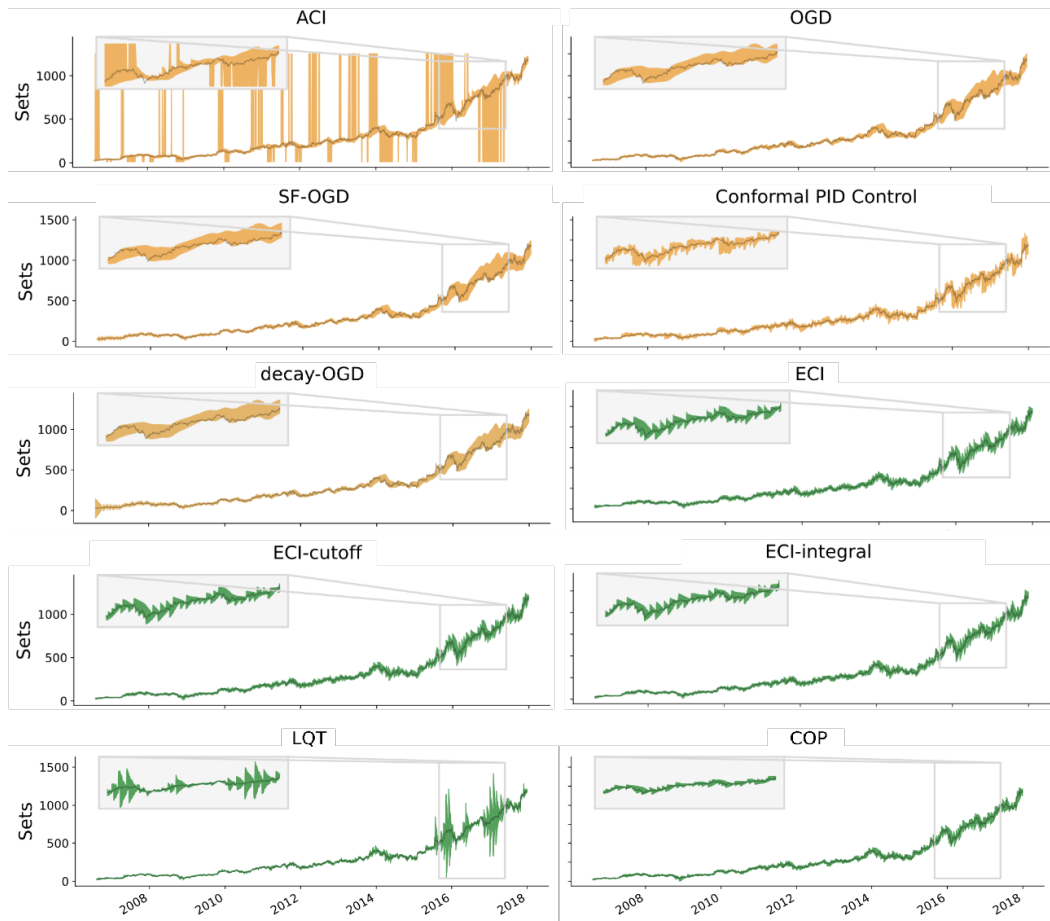 ACI
OGD
1000
500
0
Sets
SF-OGD
Conformal PID Control
1500
1000
500
0
Sets
decay-OGD
ECI
1000
500
0
Sets
ECI-cutoff
ECI-integral
1000
500
0
Sets
LQT
COP
1500
1000
500
0
Sets
2008
2010
2012
2014
2016
2018
2008
2010
2012
2014
2016
2018